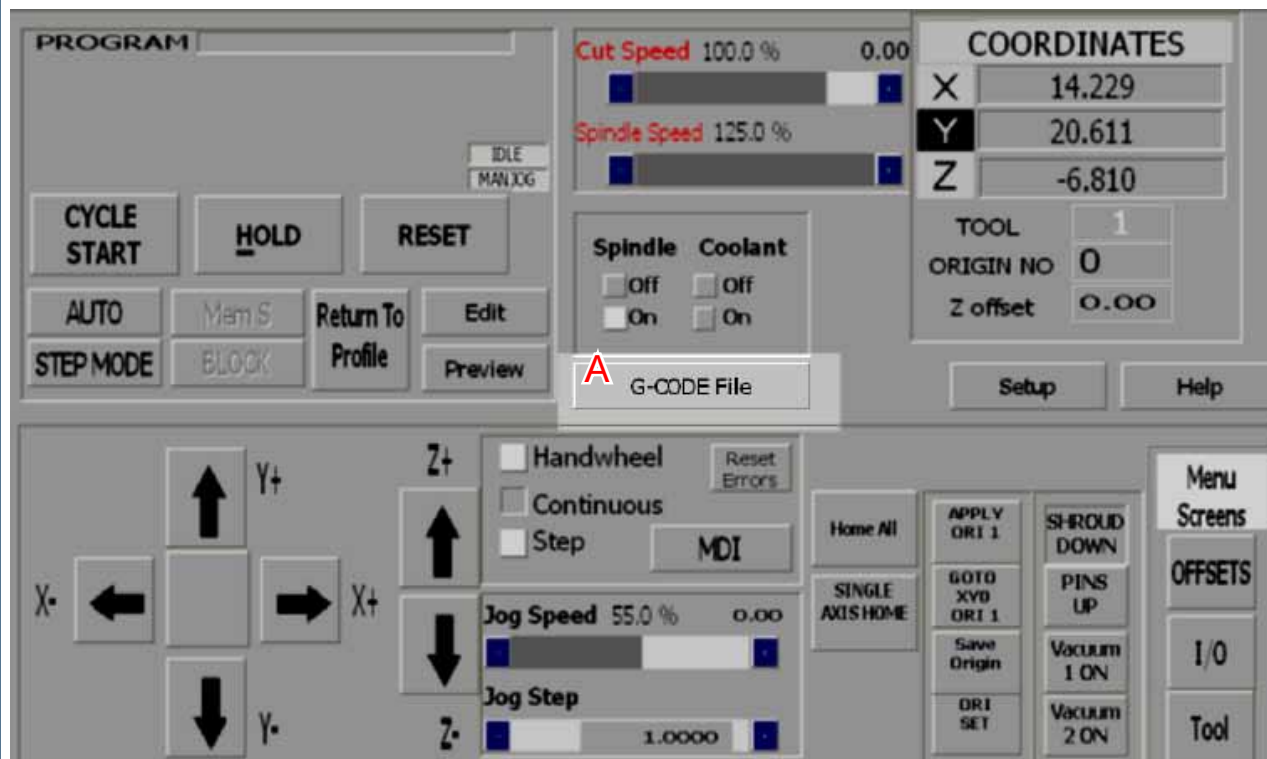 PROGRAM
IDLE
MANJOG
CYCLE START
HOLD
RESET
AUTO
Mem S
Return To Profile
Edit
STEP MODE
BLOCK
Preview
Cut Speed 100.0 % 0.00
Spindle Speed 125.0 %
Spindle Coolant
Off Off
On On
A
G-CODE File
COORDINATES
X 14.229
Y 20.611
Z -6.810
TOOL 1
ORIGIN NO 0
Z offset 0.00
Setup
Help
Y+
X-
X+
Y-
Z+
Z-
Handwheel
Continuous
Step
Reset Errors
MDI
Jog Speed 55.0 % 0.00
Jog Step
1.0000
Home All
SINGLE AXIS HOME
APPLY ORI 1
GOTO XY0 ORI 1
Save Origin
ORI SET
SHROUD DOWN
PINS UP
Vacuum 1 ON
Vacuum 2 ON
Menu Screens
OFFSETS
I/O
Tool